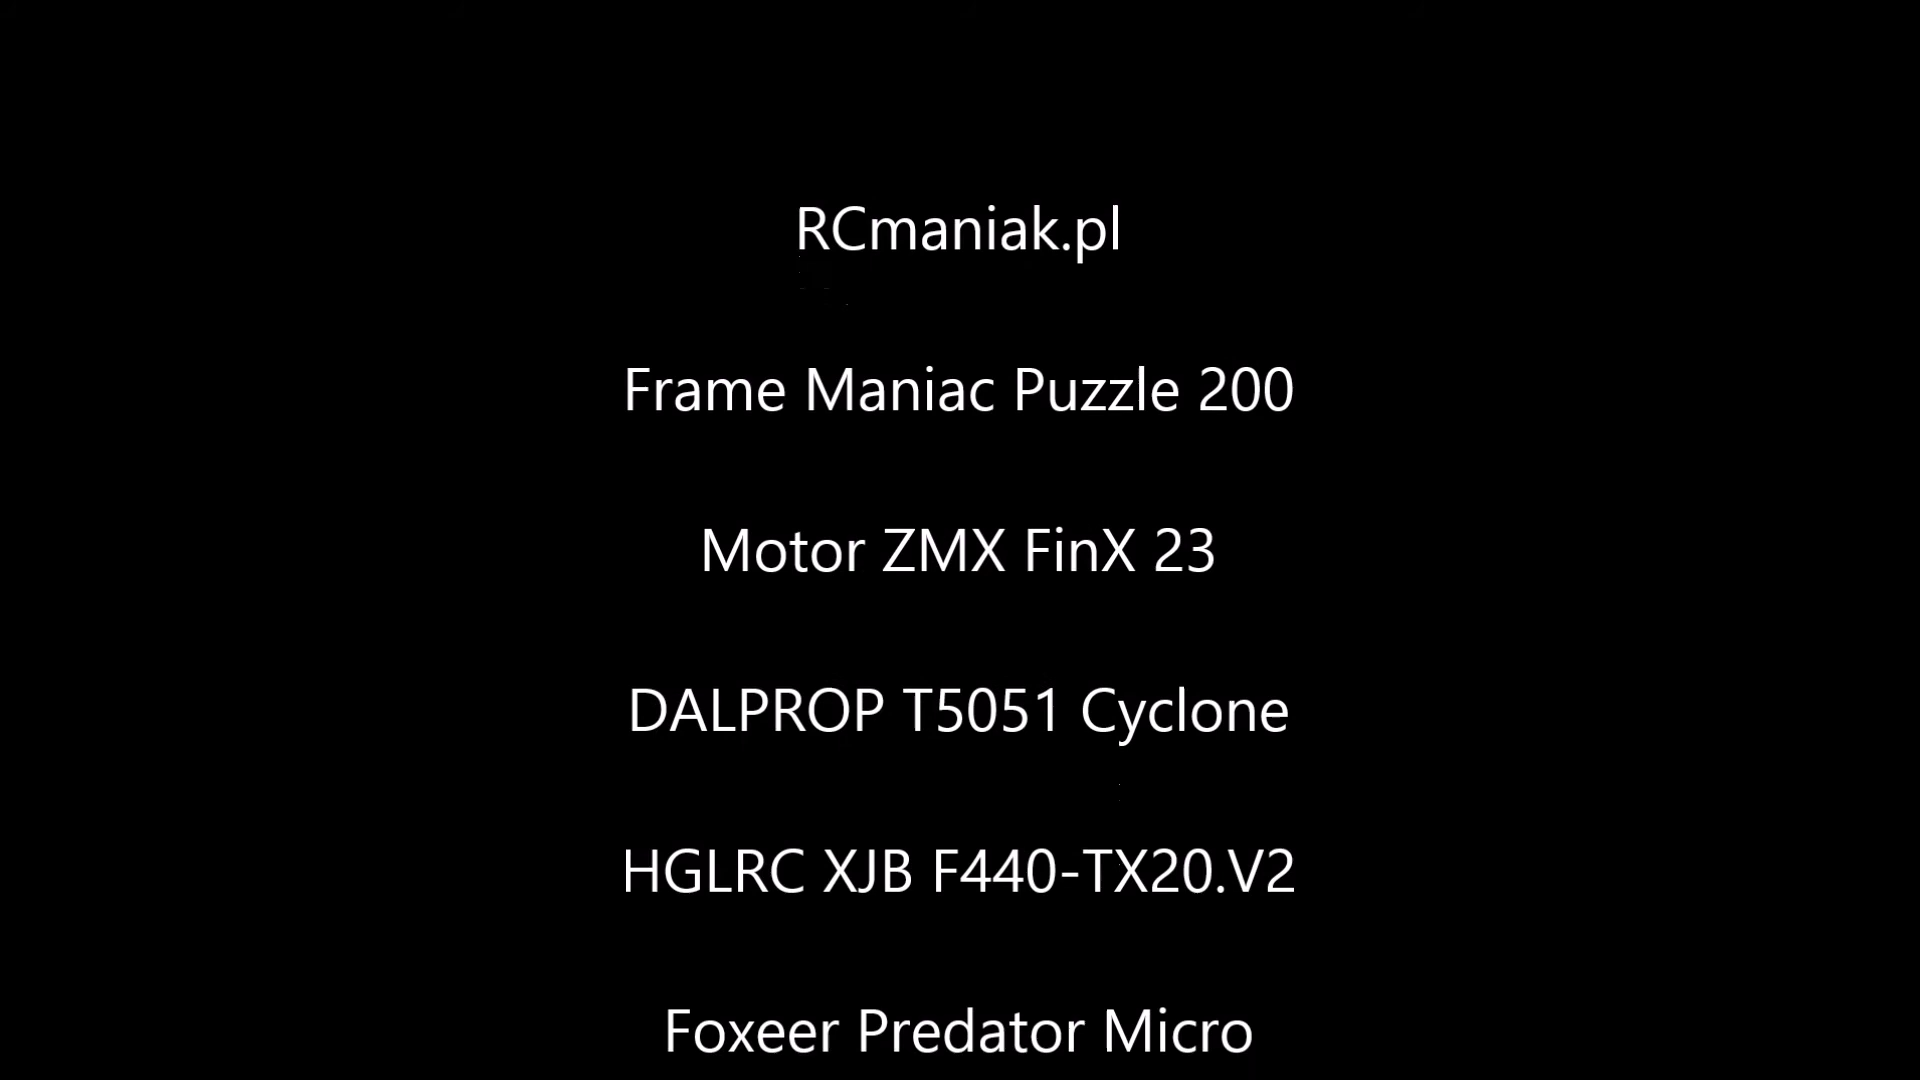 RCmaniak.pl
Frame Maniac Puzzle 200
Motor ZMX FinX 23
DALPROP T5051 Cyclone
HGLRC XJB F440-TX20.V2
Foxeer Predator Micro